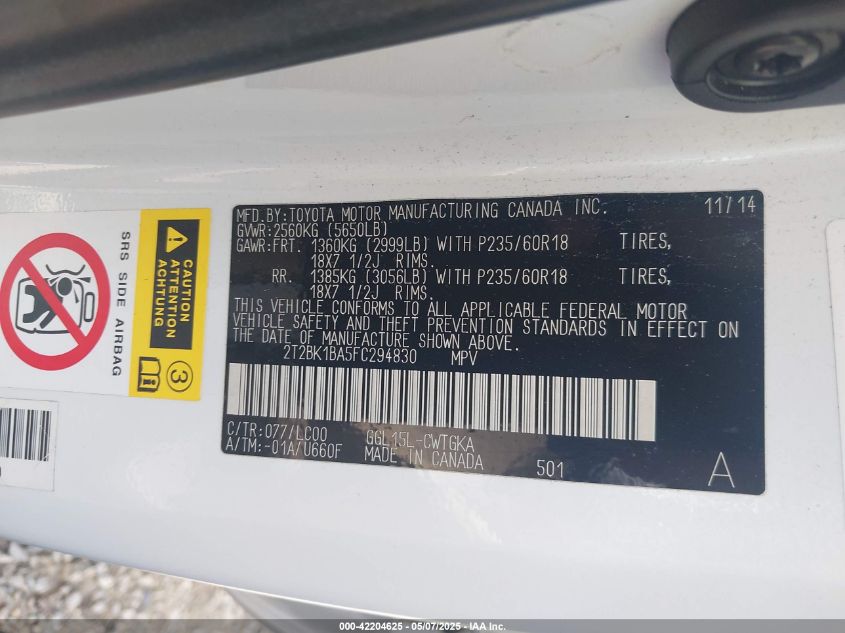 MFD.BY:TOYOTA MOTOR MANUFACTURING CANADA INC. 11/14
GVWR:2560KG (5650LB)
GAWR:FRT. 1360KG (2999LB) WITH P235/60R18 TIRES,
18X7 1/2J RIMS.
RR. 1385KG (3056LB) WITH P235/60R18 TIRES,
18X7 1/2J RIMS.
THIS VEHICLE CONFORMS TO ALL APPLICABLE FEDERAL MOTOR
VEHICLE SAFETY AND THEFT PREVENTION STANDARDS IN EFFECT ON
THE DATE OF MANUFACTURE SHOWN ABOVE.
2T2BK1BA5FC294830 MPV
C/TR:077/LC00 GGL15L-CWTGKA
A/TM:-01A/U660F MADE IN CANADA 501 A
SRS SIDE AIRBAG
CAUTION
ATTENTION
ACHTUNG
3
000-42204625 - 05/07/2025 - IAA Inc.